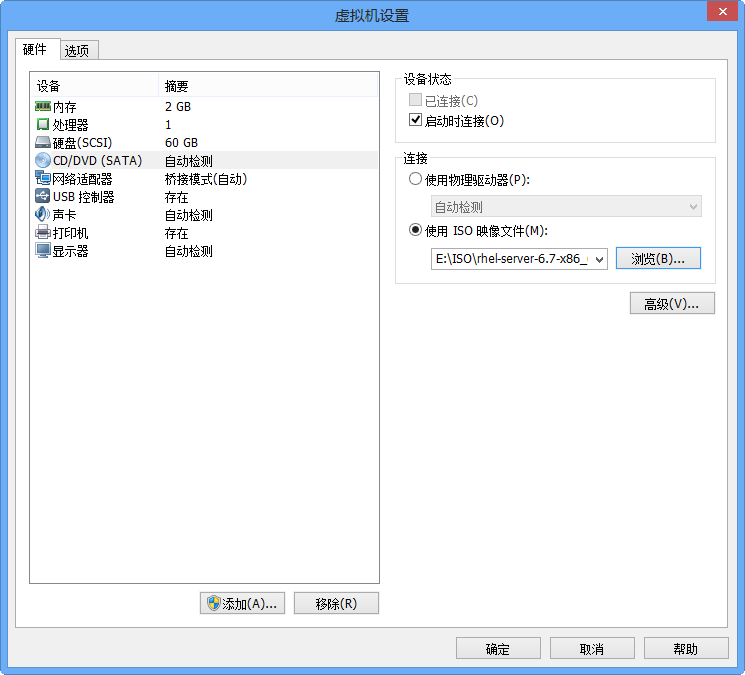 虚拟机设置
硬件 选项
设备 摘要
内存 2 GB
处理器 1
硬盘(SCSI) 60 GB
CD/DVD (SATA) 自动检测
网络适配器 桥接模式(自动)
USB 控制器 存在
声卡 自动检测
打印机 存在
显示器 自动检测
添加(A)... 移除(R)
设备状态
已连接(C)
启动时连接(O)
连接
使用物理驱动器(P):
自动检测
使用 ISO 映像文件(M):
E:\ISO\rhel-server-6.7-x86_ 浏览(B)...
高级(V)...
确定 取消 帮助